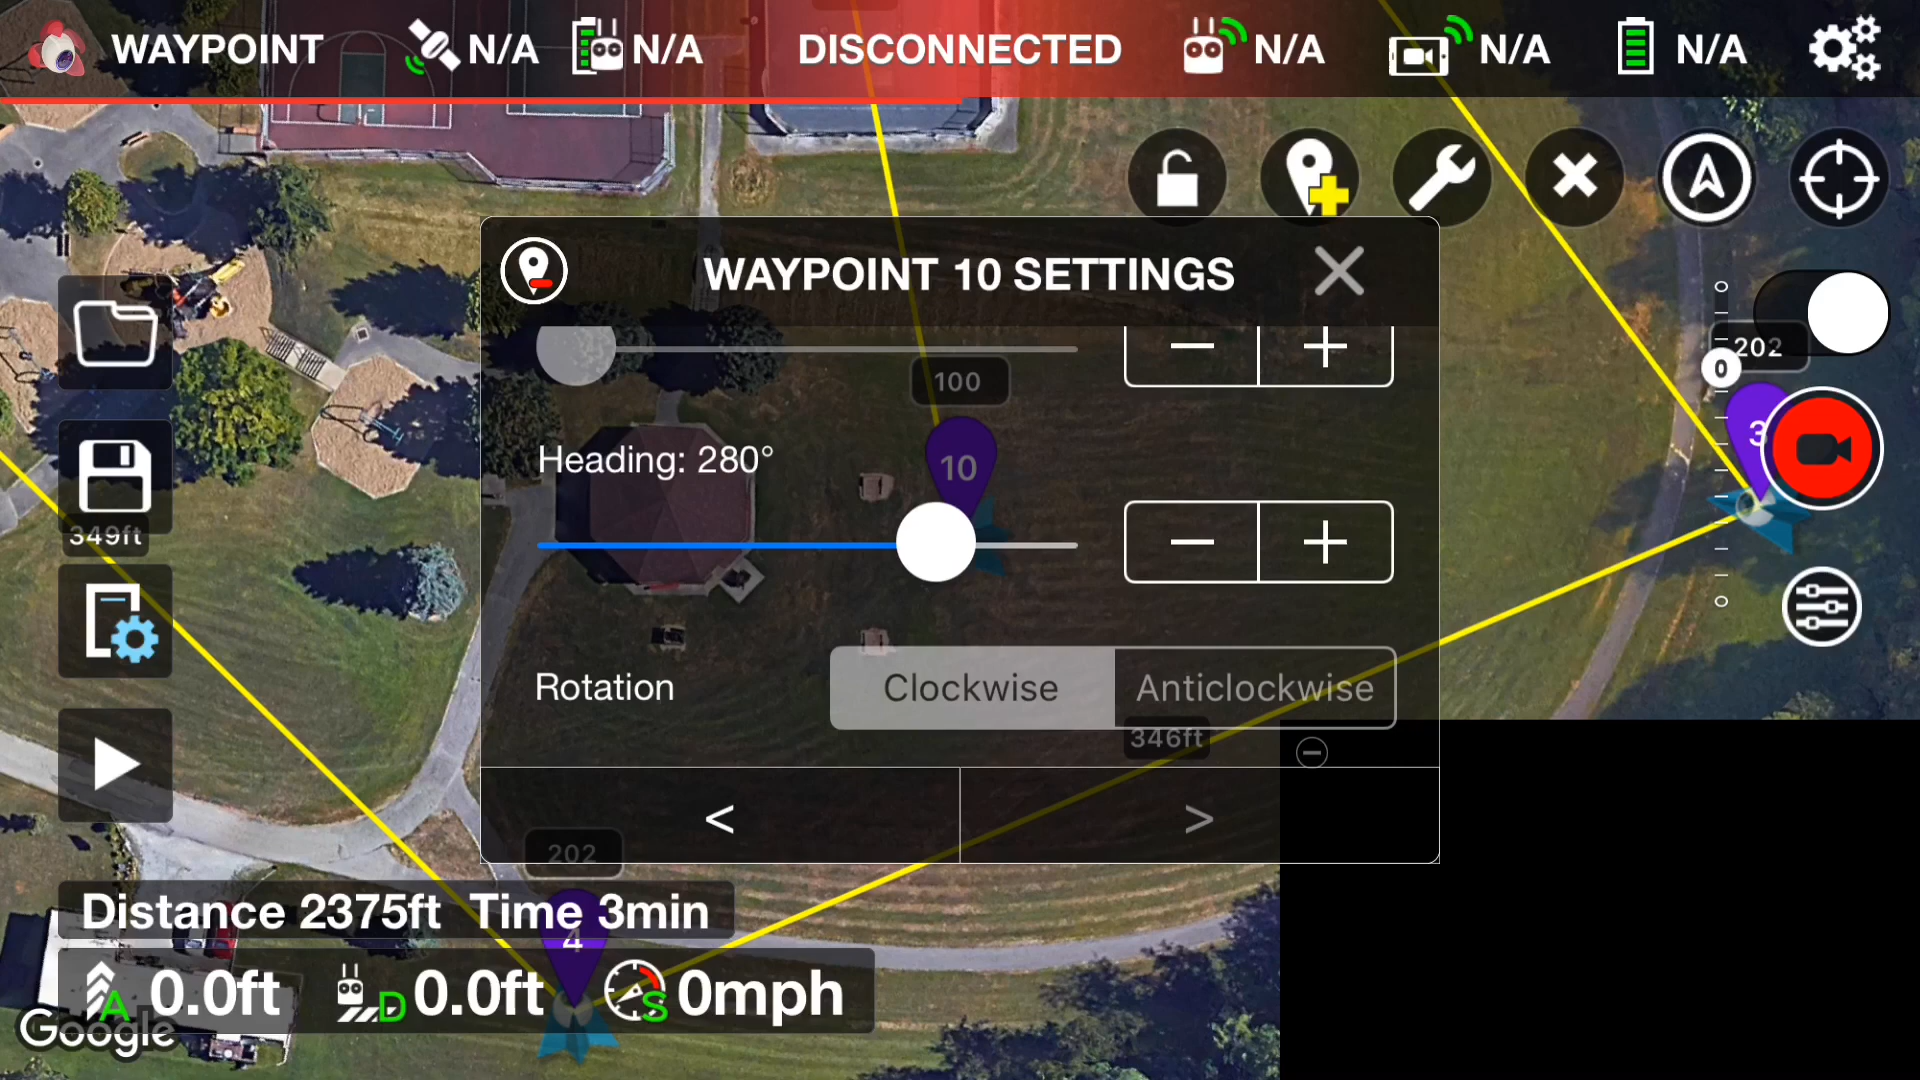 WAYPOINT N/A N/A DISCONNECTED N/A N/A N/A
WAYPOINT 10 SETTINGS
202
0
100
3
Heading: 280°
10
349ft
Rotation Clockwise Anticlockwise
346ft
< >
202
Distance 2375ft Time 3min
4
A 0.0ft D 0.0ft S 0mph
Google